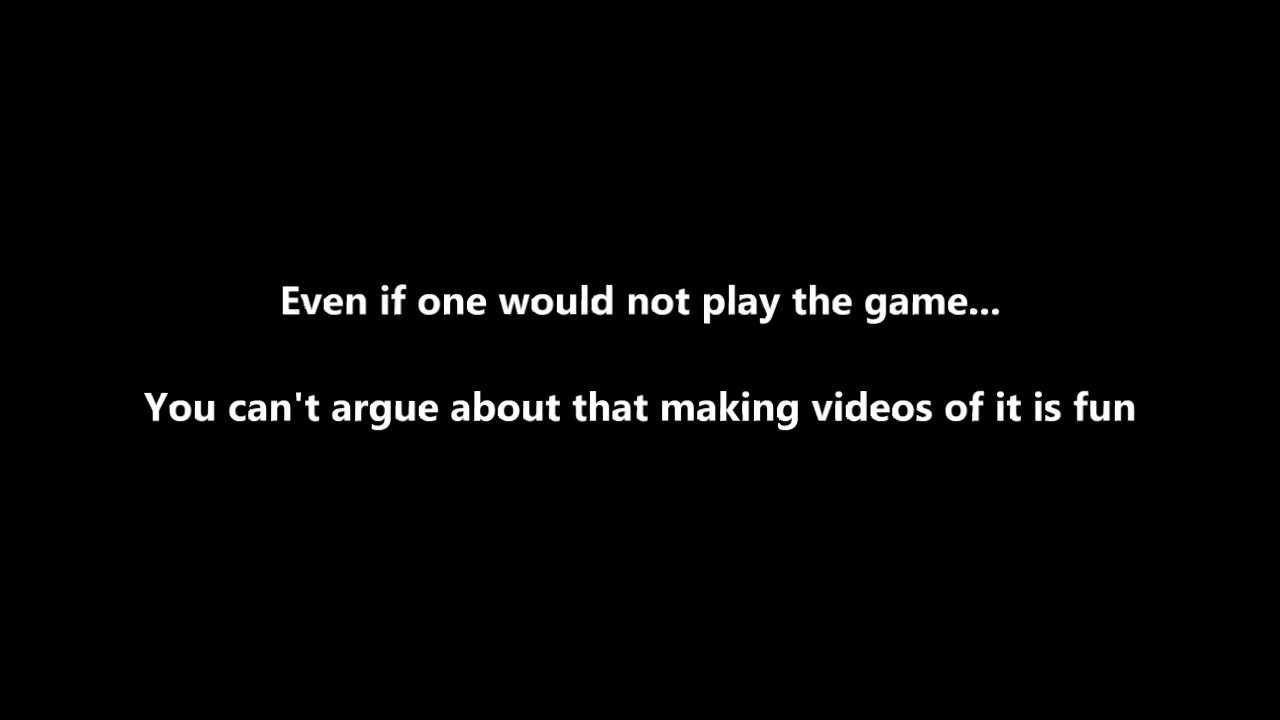 Even if one would not play the game...
You can't argue about that making videos of it is fun